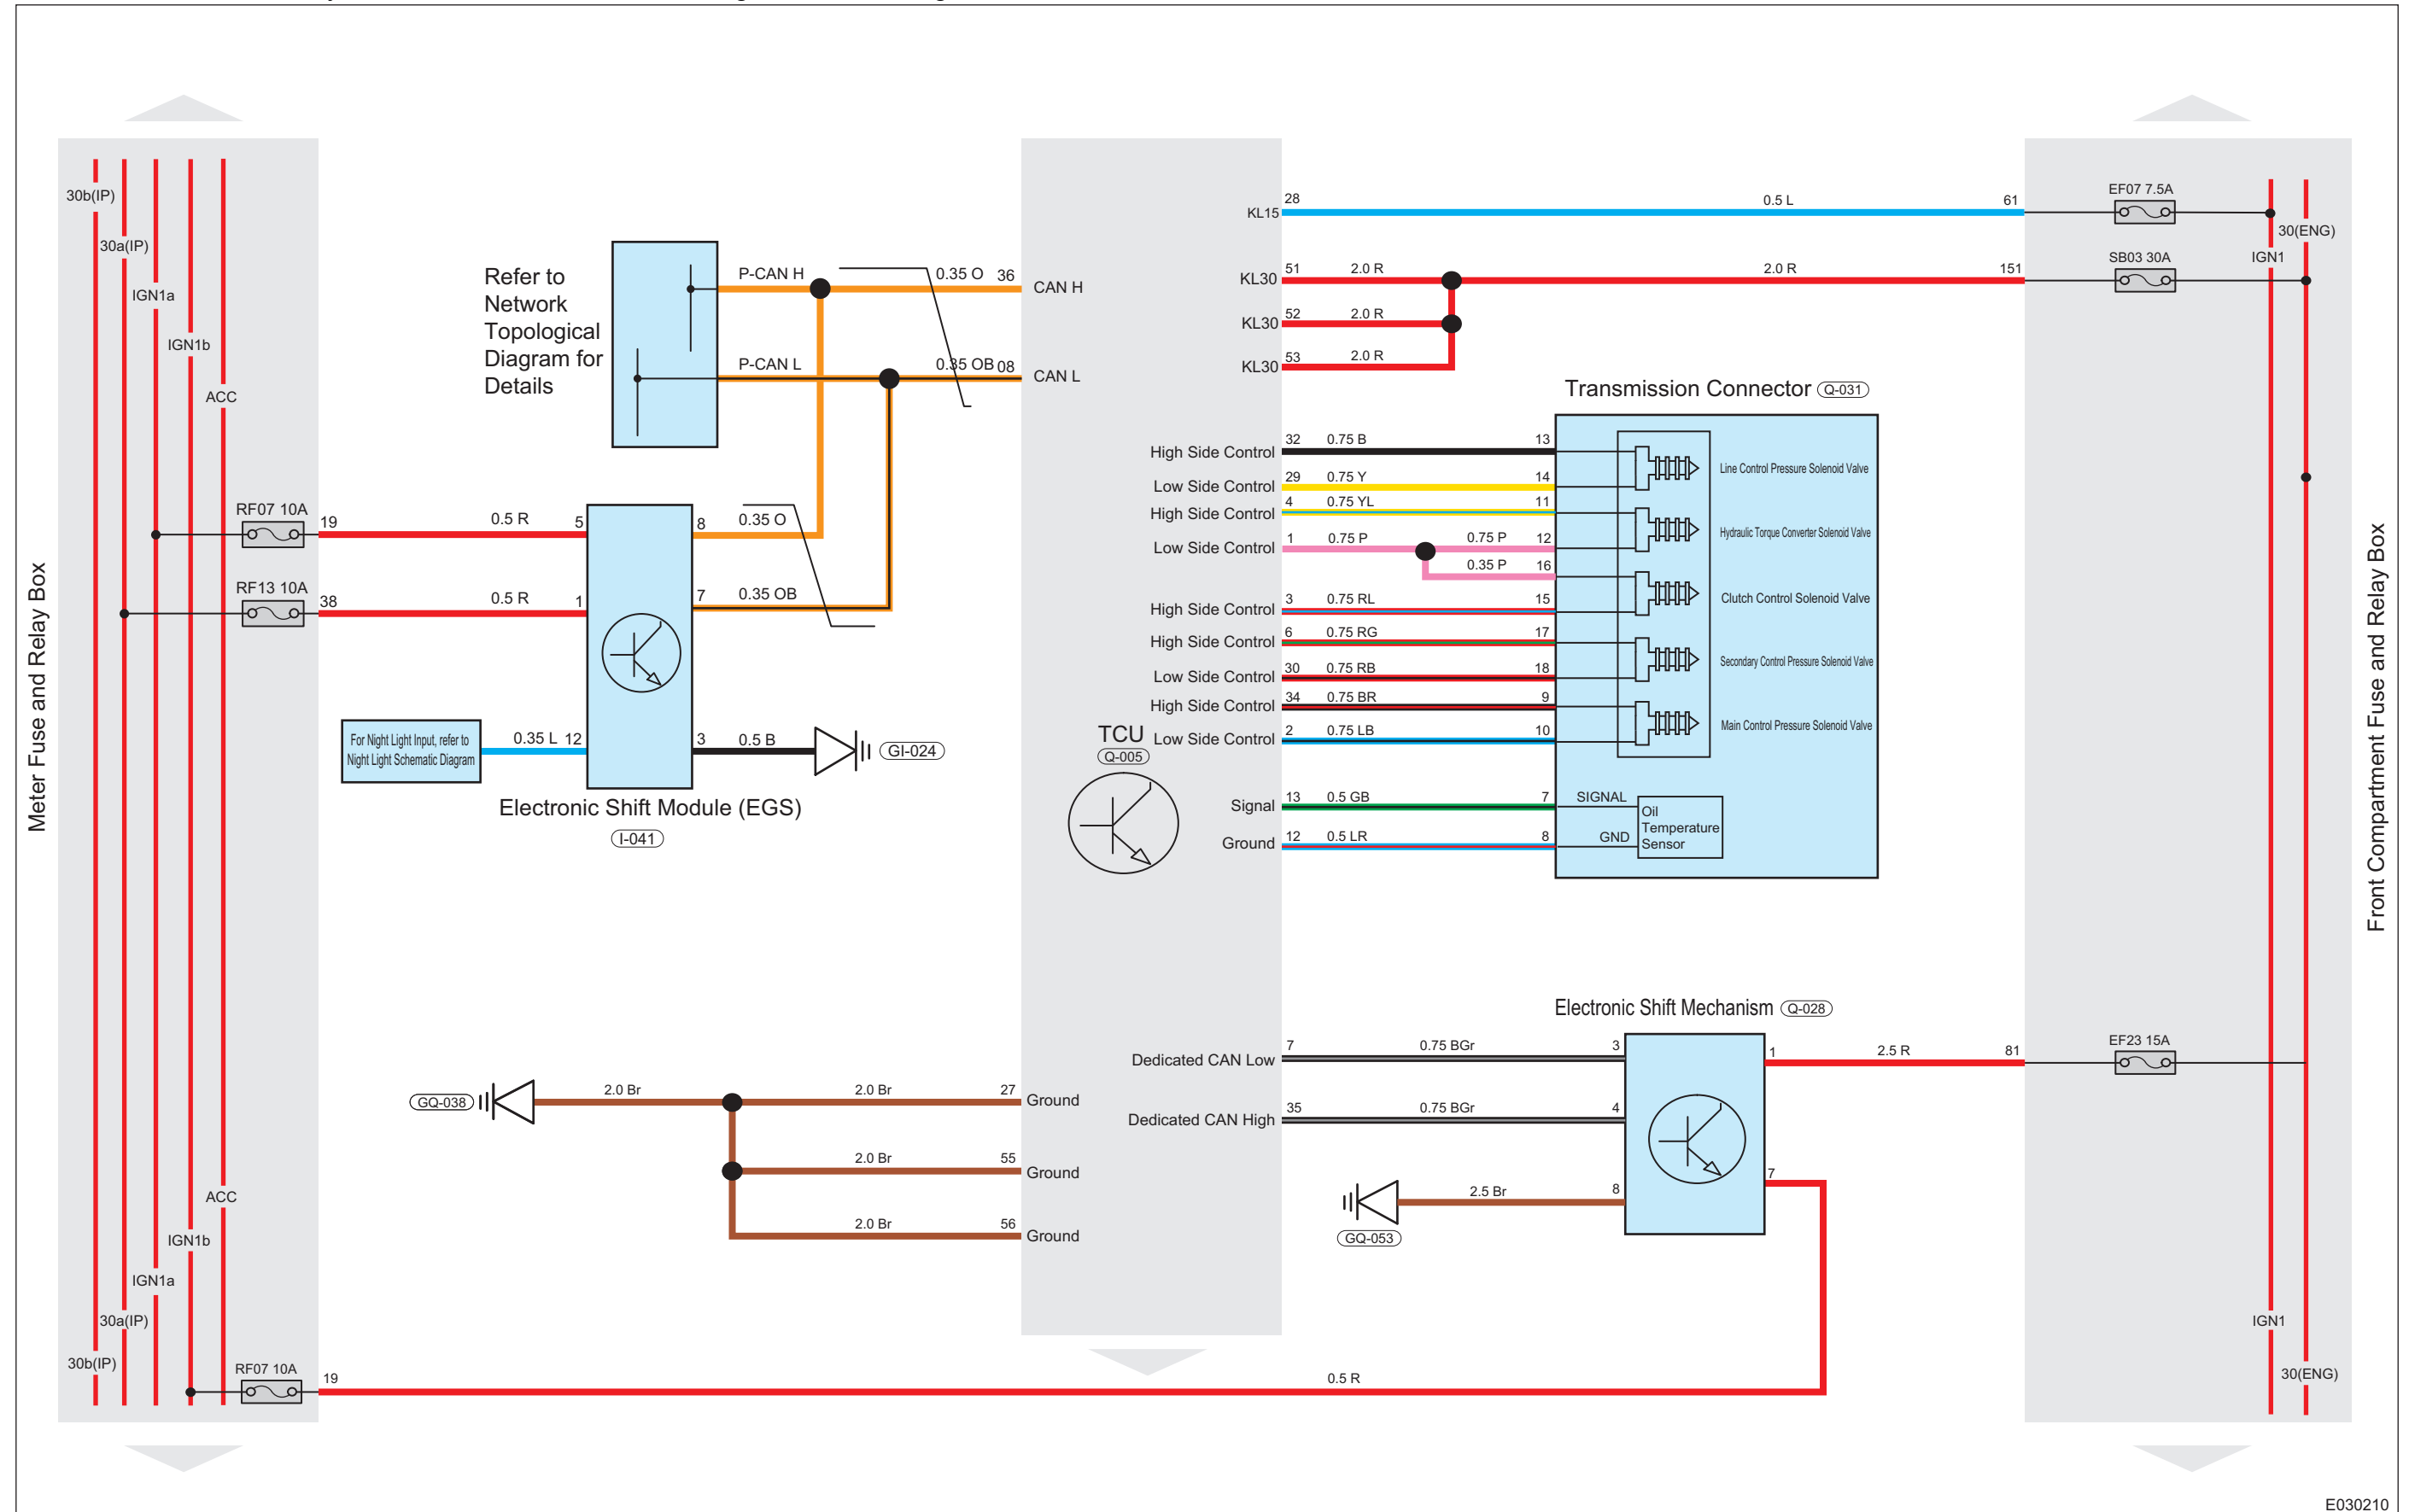 30b(IP)
30a(IP)
IGN1a
IGN1b
ACC
Meter Fuse and Relay Box
RF07 10A
19
0.5 R
5
RF13 10A
38
0.5 R
1
For Night Light Input, refer to
Night Light Schematic Diagram
0.35 L
12
Refer to
Network
Topological
Diagram for
Details
P-CAN H
0.35 O
36
CAN H
P-CAN L
0.35 OB
08
CAN L
8
0.35 O
7
0.35 OB
3
0.5 B
GI-024
Electronic Shift Module (EGS)
I-041
GQ-038
2.0 Br
2.0 Br
27
Ground
2.0 Br
55
Ground
2.0 Br
56
Ground
ACC
IGN1b
IGN1a
30a(IP)
30b(IP)
RF07 10A
19
0.5 R
TCU
Q-005
KL15
28
0.5 L
61
EF07 7.5A
KL30
51
2.0 R
2.0 R
151
SB03 30A
KL30
52
2.0 R
KL30
53
2.0 R
Transmission Connector
Q-031
High Side Control
32
0.75 B
13
Line Control Pressure Solenoid Valve
Low Side Control
29
0.75 Y
14
High Side Control
4
0.75 YL
11
Hydraulic Torque Converter Solenoid Valve
Low Side Control
1
0.75 P
0.75 P
12
0.35 P
16
Clutch Control Solenoid Valve
High Side Control
3
0.75 RL
15
High Side Control
6
0.75 RG
17
Secondary Control Pressure Solenoid Valve
Low Side Control
30
0.75 RB
18
High Side Control
34
0.75 BR
9
Main Control Pressure Solenoid Valve
Low Side Control
2
0.75 LB
10
Signal
13
0.5 GB
7
SIGNAL
Oil
Temperature
Sensor
Ground
12
0.5 LR
8
GND
Electronic Shift Mechanism
Q-028
Dedicated CAN Low
7
0.75 BGr
3
Dedicated CAN High
35
0.75 BGr
4
GQ-053
2.5 Br
8
1
2.5 R
81
EF23 15A
7
30(ENG)
IGN1
Front Compartment Fuse and Relay Box
IGN1
30(ENG)
E030210